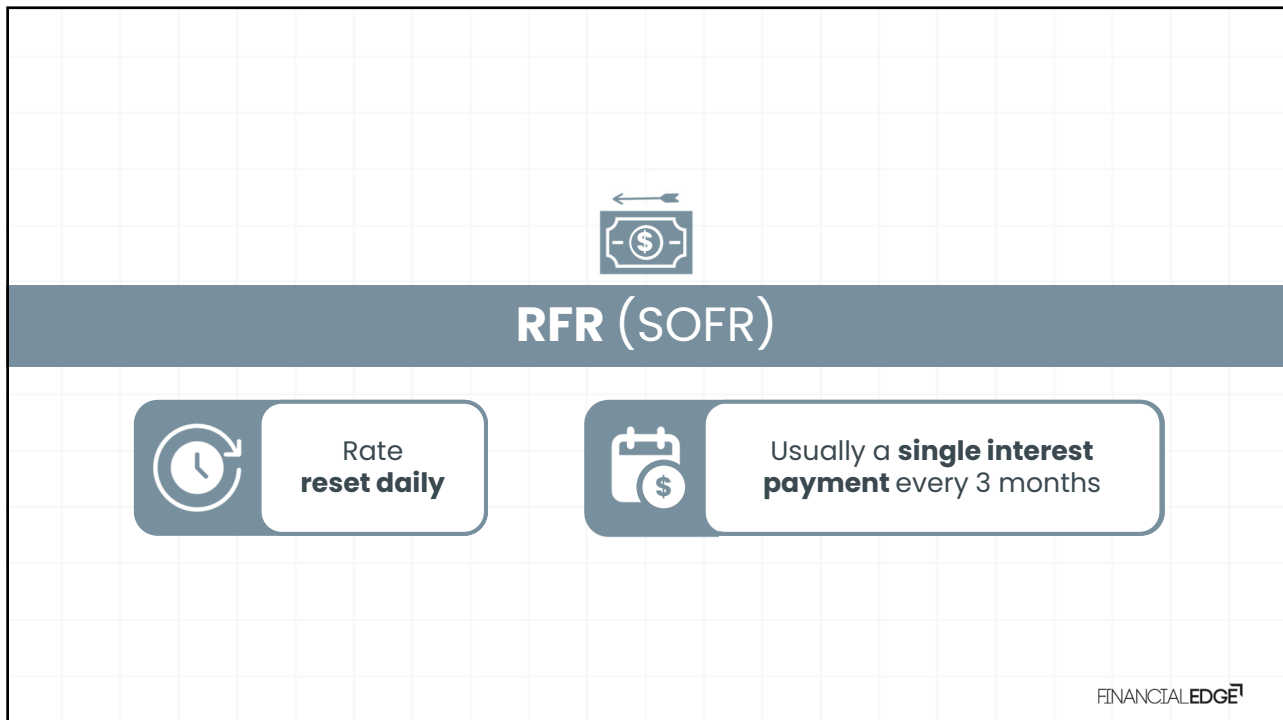 $
RFR (SOFR)
Rate
reset daily
$
Usually a single interest
payment every 3 months
FINANCIALEDGE